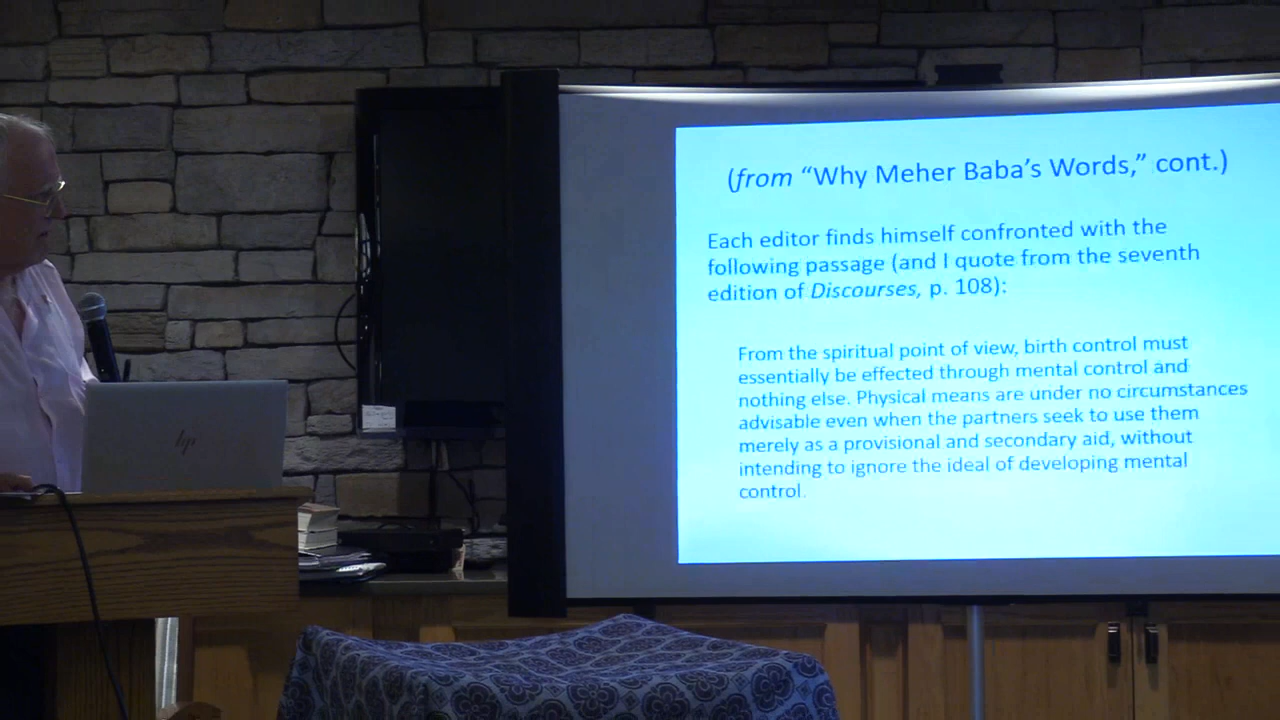 (from “Why Meher Baba’s Words,” cont.)
Each editor finds himself confronted with the
following passage (and I quote from the seventh
edition of Discourses, p. 108):
From the spiritual point of view, birth control must
essentially be effected through mental control and
nothing else. Physical means are under no circumstances
advisable even when the partners seek to use them
merely as a provisional and secondary aid, without
intending to ignore the ideal of developing mental
control.
hp